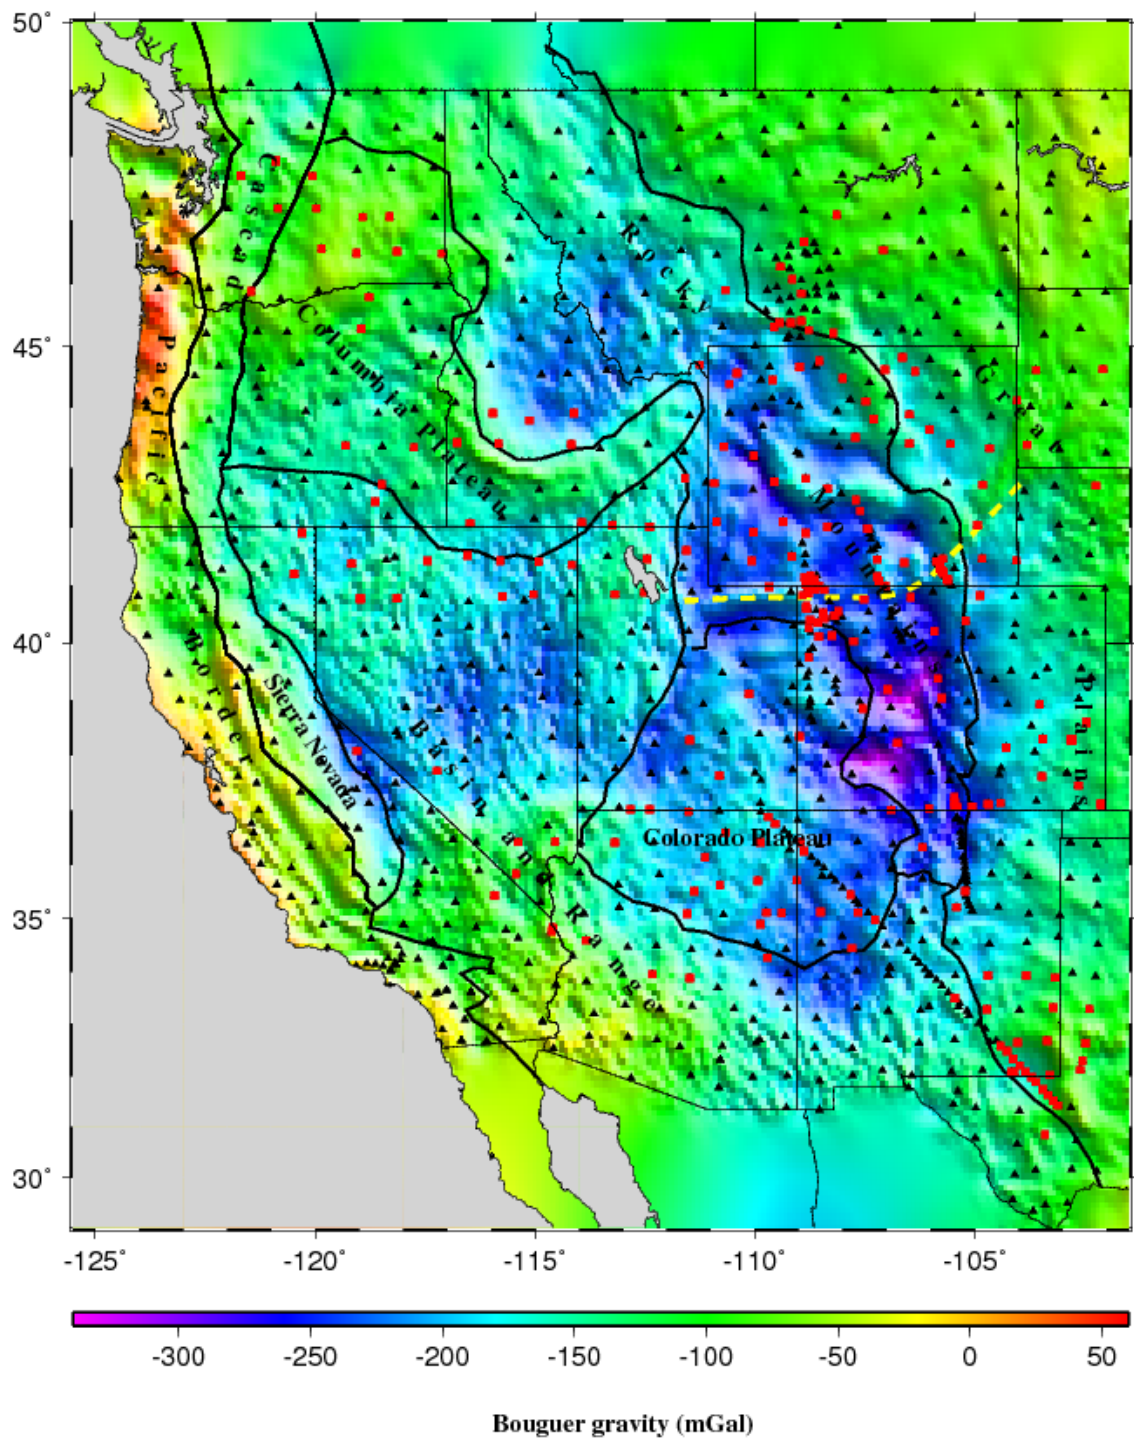 50°
45°
40°
35°
30°
Cascade
Pacific
Border
Columbia Plateau
Rocky
Mountains
Great
Plains
Sierra Nevada
Basin and Range
Colorado Plateau
-125° -120° -115° -110° -105°
-300 -250 -200 -150 -100 -50 0 50
Bouguer gravity (mGal)